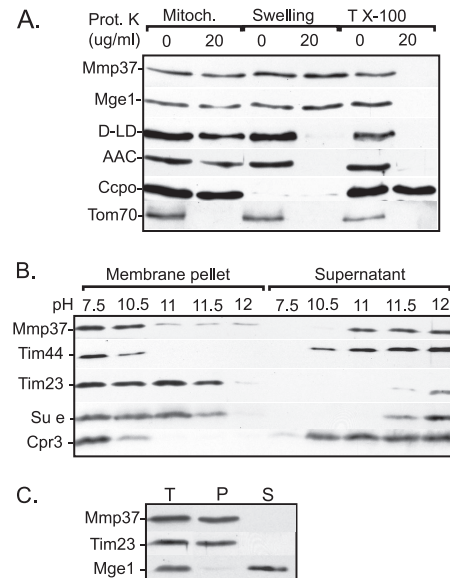 A.
Prot. K Mitoch. Swelling T X-100
(ug/ml) 0 20 0 20 0 20
Mmp37
Mge1
D-LD
AAC
Ccpo
Tom70
B.
Membrane pellet Supernatant
pH 7.5 10.5 11 11.5 12 7.5 10.5 11 11.5 12
Mmp37
Tim44
Tim23
Su e
Cpr3
C.
T P S
Mmp37
Tim23
Mge1